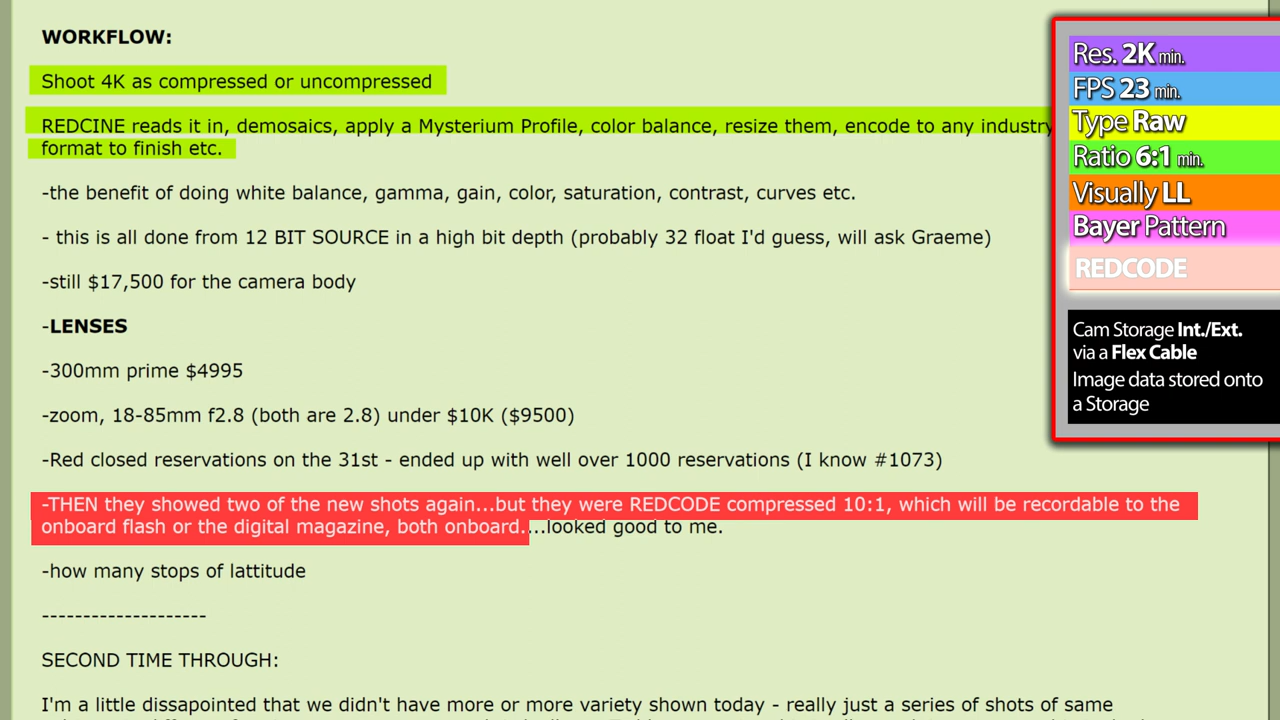 WORKFLOW:
Shoot 4K as compressed or uncompressed
REDCINE reads it in, demosaics, apply a Mysterium Profile, color balance, resize them, encode to any industry
format to finish etc.
-the benefit of doing white balance, gamma, gain, color, saturation, contrast, curves etc.
- this is all done from 12 BIT SOURCE in a high bit depth (probably 32 float I'd guess, will ask Graeme)
-still $17,500 for the camera body
-LENSES
-300mm prime $4995
-zoom, 18-85mm f2.8 (both are 2.8) under $10K ($9500)
-Red closed reservations on the 31st - ended up with well over 1000 reservations (I know #1073)
-THEN they showed two of the new shots again...but they were REDCODE compressed 10:1, which will be recordable to the
onboard flash or the digital magazine, both onboard....looked good to me.
-how many stops of lattitude
--------------------
SECOND TIME THROUGH:
I'm a little dissapointed that we didn't have more or more variety shown today - really just a series of shots of same
Res. 2K min.
FPS 23 min.
Type Raw
Ratio 6:1 min.
Visually LL
Bayer Pattern
REDCODE
Cam Storage Int./Ext.
via a Flex Cable
Image data stored onto
a Storage